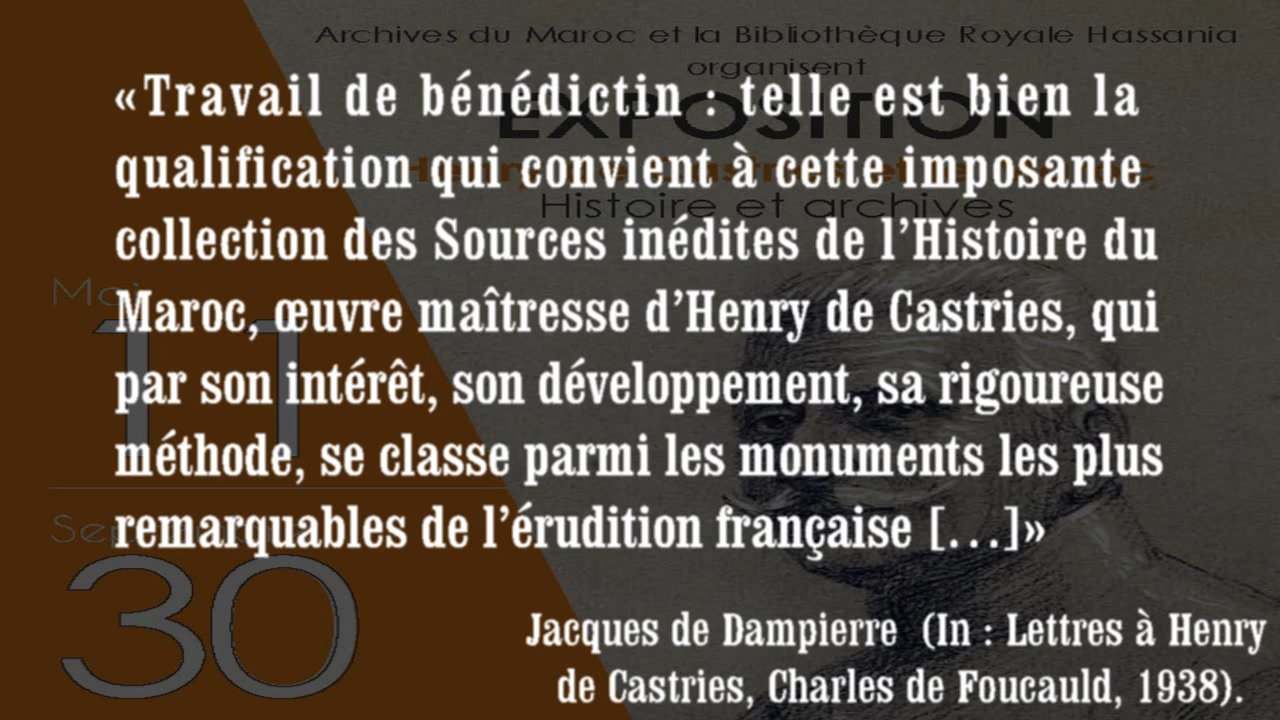 Archives du Maroc et la Bibliothèque Royale Hassania
organisent
EXPOSITION
Histoire et archives
«Travail de bénédictin : telle est bien la
qualification qui convient à cette imposante
collection des Sources inédites de l’Histoire du
Maroc, œuvre maîtresse d’Henry de Castries, qui
par son intérêt, son développement, sa rigoureuse
méthode, se classe parmi les monuments les plus
remarquables de l’érudition française […]»
11
30
Jacques de Dampierre (In : Lettres à Henry
de Castries, Charles de Foucauld, 1938).